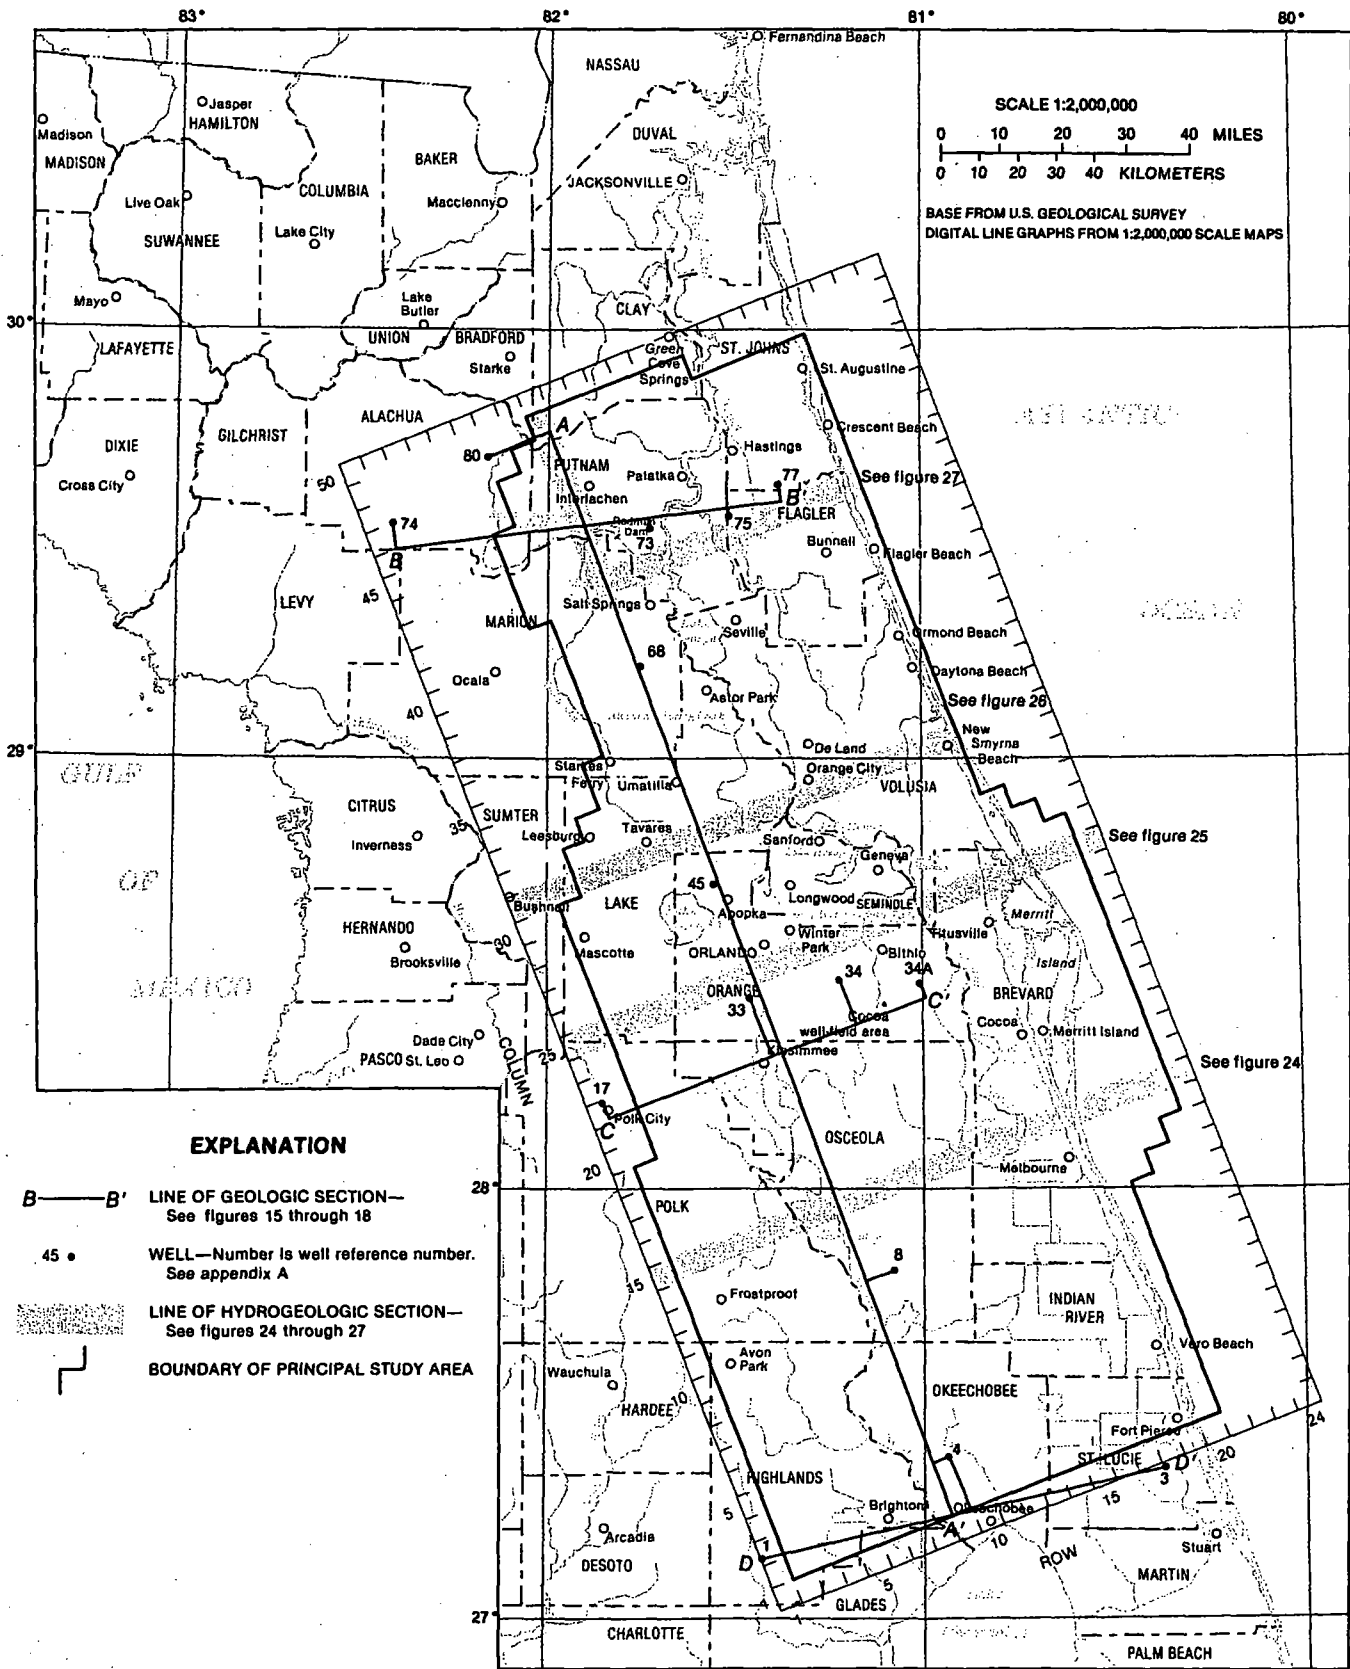 83°
82°
81°
80°
Fernandina Beach
NASSAU
SCALE 1:2,000,000
0 10 20 30 40 MILES
0 10 20 30 40 KILOMETERS
BASE FROM U.S. GEOLOGICAL SURVEY
DIGITAL LINE GRAPHS FROM 1:2,000,000 SCALE MAPS
Jasper
HAMILTON
Madison
MADISON
DUVAL
BAKER
COLUMBIA
JACKSONVILLE
Macclenny
Live Oak
Lake City
SUWANNEE
Mayo
Lake
Butler
CLAY
30°
UNION
BRADFORD
LAFAYETTE
Starke
Green
Cove
Springs
ST. JOHNS
St. Augustine
ALACHUA
GILCHRIST
DIXIE
Cross City
A
Crescent Beach
Hastings
80
PUTNAM
Palatka
Interlachen
77
See figure 27
50
B'
FLAGLER
74
75
73
Dam
Bunnell
Flagler Beach
B
45
LEVY
Salt Springs
MARION
Seville
Ormond Beach
68
Ocala
Daytona Beach
Astor Park
See figure 26
40
New
Smyrna
Beach
De Land
29°
GULF
Starkes
Ferry
Umatilla
Orange City
VOLUSIA
CITRUS
SUMTER
35
Inverness
Leesburg
Tavares
Sanford
See figure 25
Geneva
OF
45
Longwood
SEMINOLE
Bushnell
LAKE
Apopka
Merritt
Island
HERNANDO
Brooksville
30
Mascotte
ORLANDO
Winter
Park
Titusville
Bithlo
MEXICO
34
34A
ORANGE
33
BREVARD
C'
Cocoa
well-field area
Cocoa
Merritt Island
Dade City
PASCO
St. Leo
25
Kissimmee
See figure 24
COLUMN
17
Polk City
C
OSCEOLA
20
Melbourne
EXPLANATION
B B' LINE OF GEOLOGIC SECTION—
See figures 15 through 18
45 WELL—Number is well reference number.
See appendix A
LINE OF HYDROGEOLOGIC SECTION—
See figures 24 through 27
BOUNDARY OF PRINCIPAL STUDY AREA
28°
POLK
8
15
Frostproof
INDIAN
RIVER
Vero Beach
Avon
Park
Wauchula
HARDEE
10
OKEECHOBEE
24
Fort Pierce
4
ST. LUCIE
D'
20
3
HIGHLANDS
15
5
Brighton
Okeechobee
A'
10
Arcadia
DESOTO
1
D
Stuart
ROW
MARTIN
5
GLADES
27°
CHARLOTTE
PALM BEACH